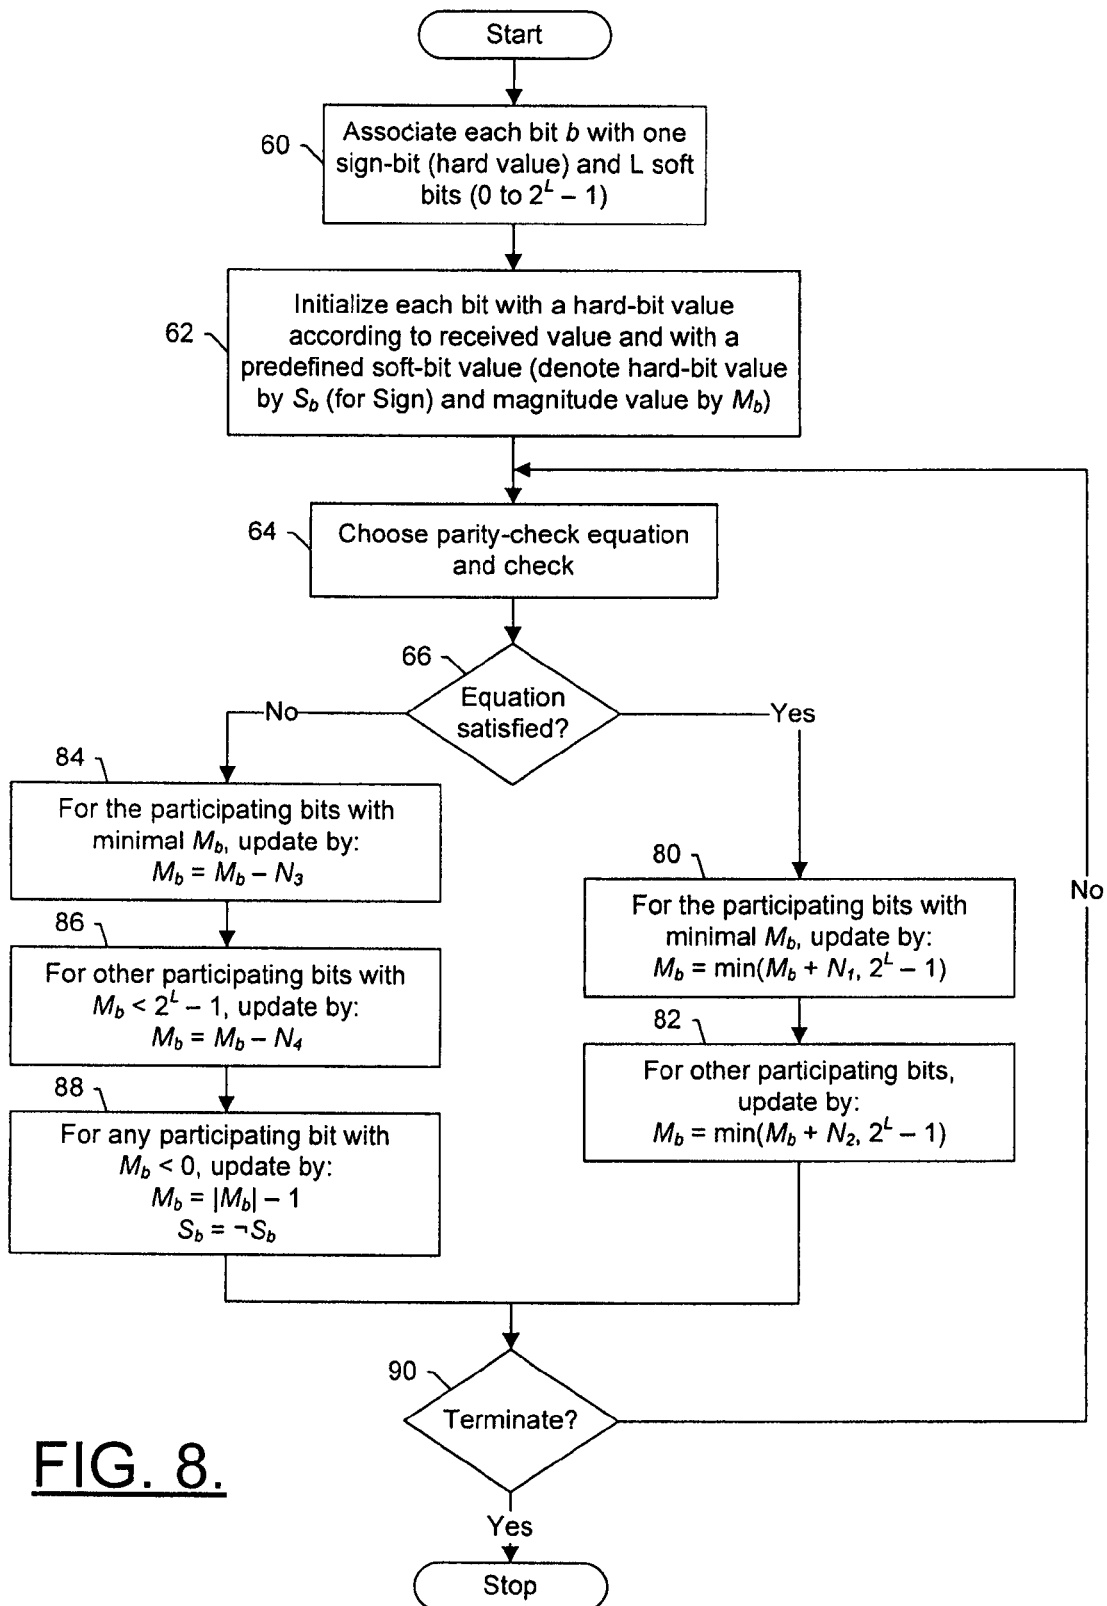 Start
60
Associate each bit b with one
sign-bit (hard value) and L soft
bits (0 to 2^L – 1)
62
Initialize each bit with a hard-bit value
according to received value and with a
predefined soft-bit value (denote hard-bit value
by S_b (for Sign) and magnitude value by M_b)
64
Choose parity-check equation
and check
66
Equation
satisfied?
No
Yes
84
For the participating bits with
minimal M_b, update by:
M_b = M_b – N_3
86
For other participating bits with
M_b < 2^L – 1, update by:
M_b = M_b – N_4
88
For any participating bit with
M_b < 0, update by:
M_b = |M_b| – 1
S_b = ¬S_b
80
For the participating bits with
minimal M_b, update by:
M_b = min(M_b + N_1, 2^L – 1)
82
For other participating bits,
update by:
M_b = min(M_b + N_2, 2^L – 1)
No
90
Terminate?
Yes
Stop
FIG. 8.